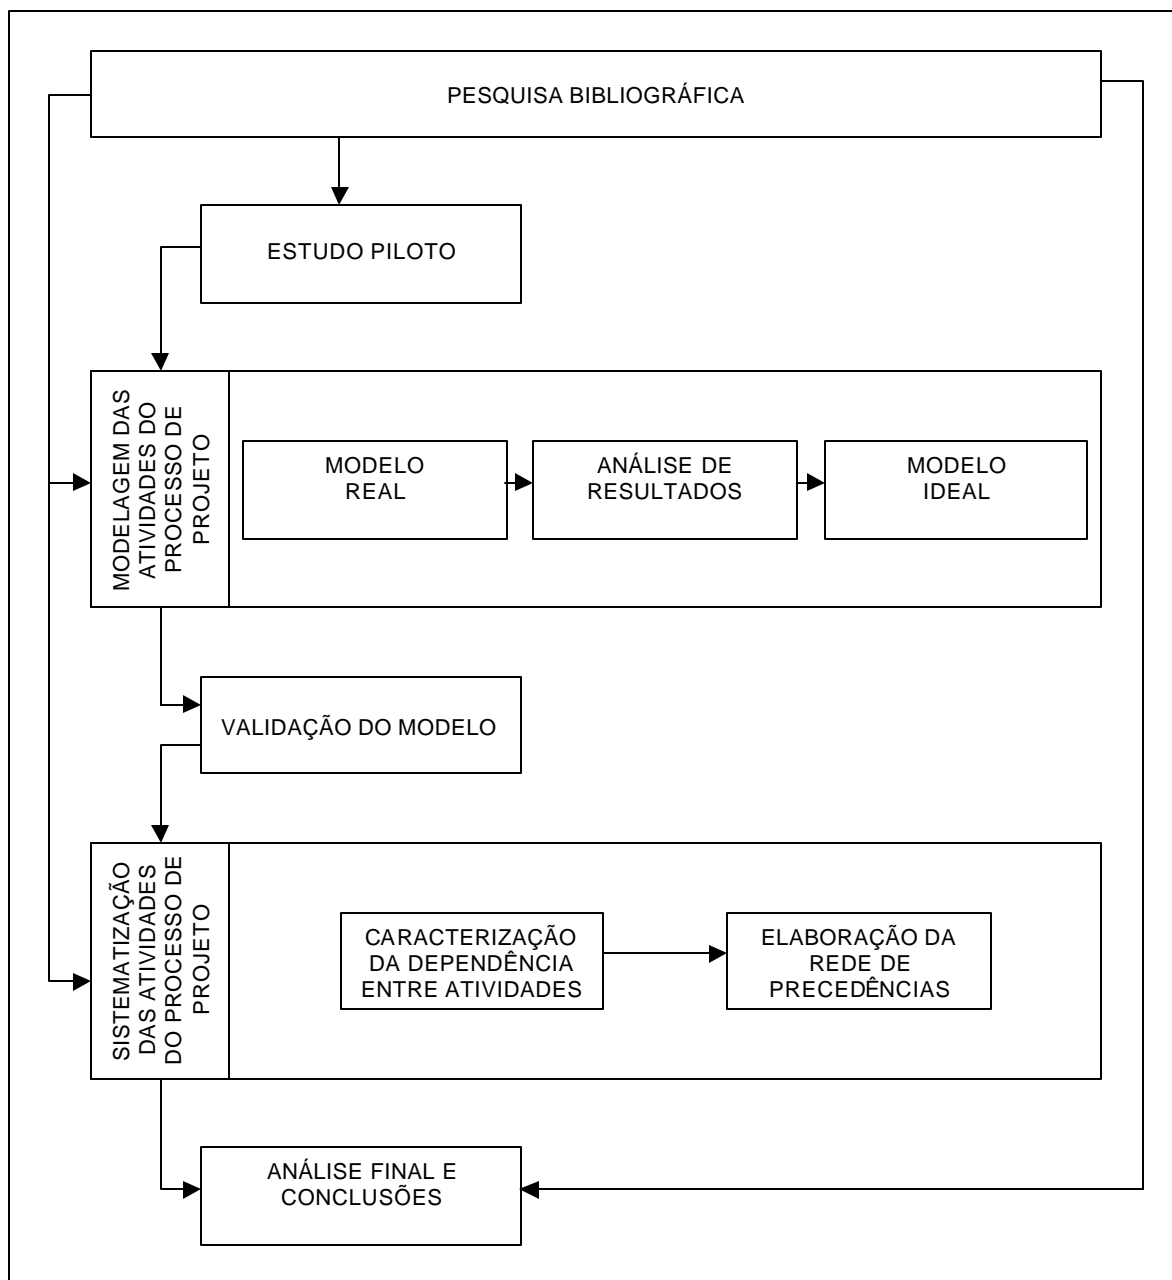 PESQUISA BIBLIOGRÁFICA
ESTUDO PILOTO
MODELAGEM DAS
ATIVIDADES DO
PROCESSO DE
PROJETO
MODELO
REAL
ANÁLISE DE
RESULTADOS
MODELO
IDEAL
VALIDAÇÃO DO MODELO
SISTEMATIZAÇÃO
DAS ATIVIDADES
DO PROCESSO DE
PROJETO
CARACTERIZAÇÃO
DA DEPENDÊNCIA
ENTRE ATIVIDADES
ELABORAÇÃO DA
REDE DE
PRECEDÊNCIAS
ANÁLISE FINAL E
CONCLUSÕES